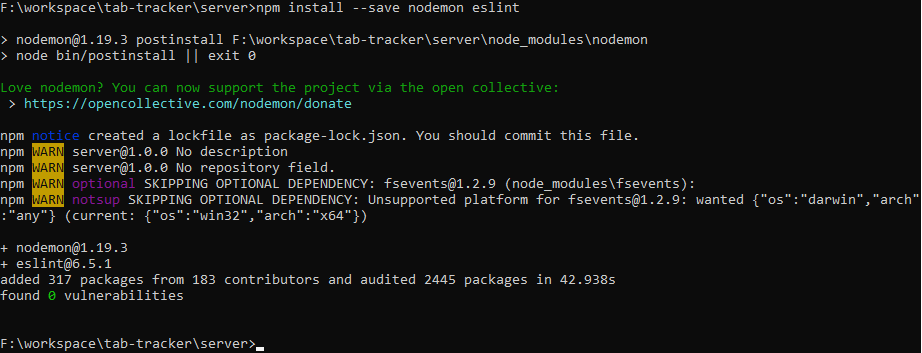 F:\workspace\tab-tracker\server>npm install --save nodemon eslint
> nodemon@1.19.3 postinstall F:\workspace\tab-tracker\server\node_modules\nodemon
> node bin/postinstall || exit 0
Love nodemon? You can now support the project via the open collective:
> https://opencollective.com/nodemon/donate
npm notice created a lockfile as package-lock.json. You should commit this file.
npm WARN server@1.0.0 No description
npm WARN server@1.0.0 No repository field.
npm WARN optional SKIPPING OPTIONAL DEPENDENCY: fsevents@1.2.9 (node_modules\fsevents):
npm WARN notsup SKIPPING OPTIONAL DEPENDENCY: Unsupported platform for fsevents@1.2.9: wanted {"os":"darwin","arch"
:"any"} (current: {"os":"win32","arch":"x64"})
+ nodemon@1.19.3
+ eslint@6.5.1
added 317 packages from 183 contributors and audited 2445 packages in 42.938s
found 0 vulnerabilities
F:\workspace\tab-tracker\server>